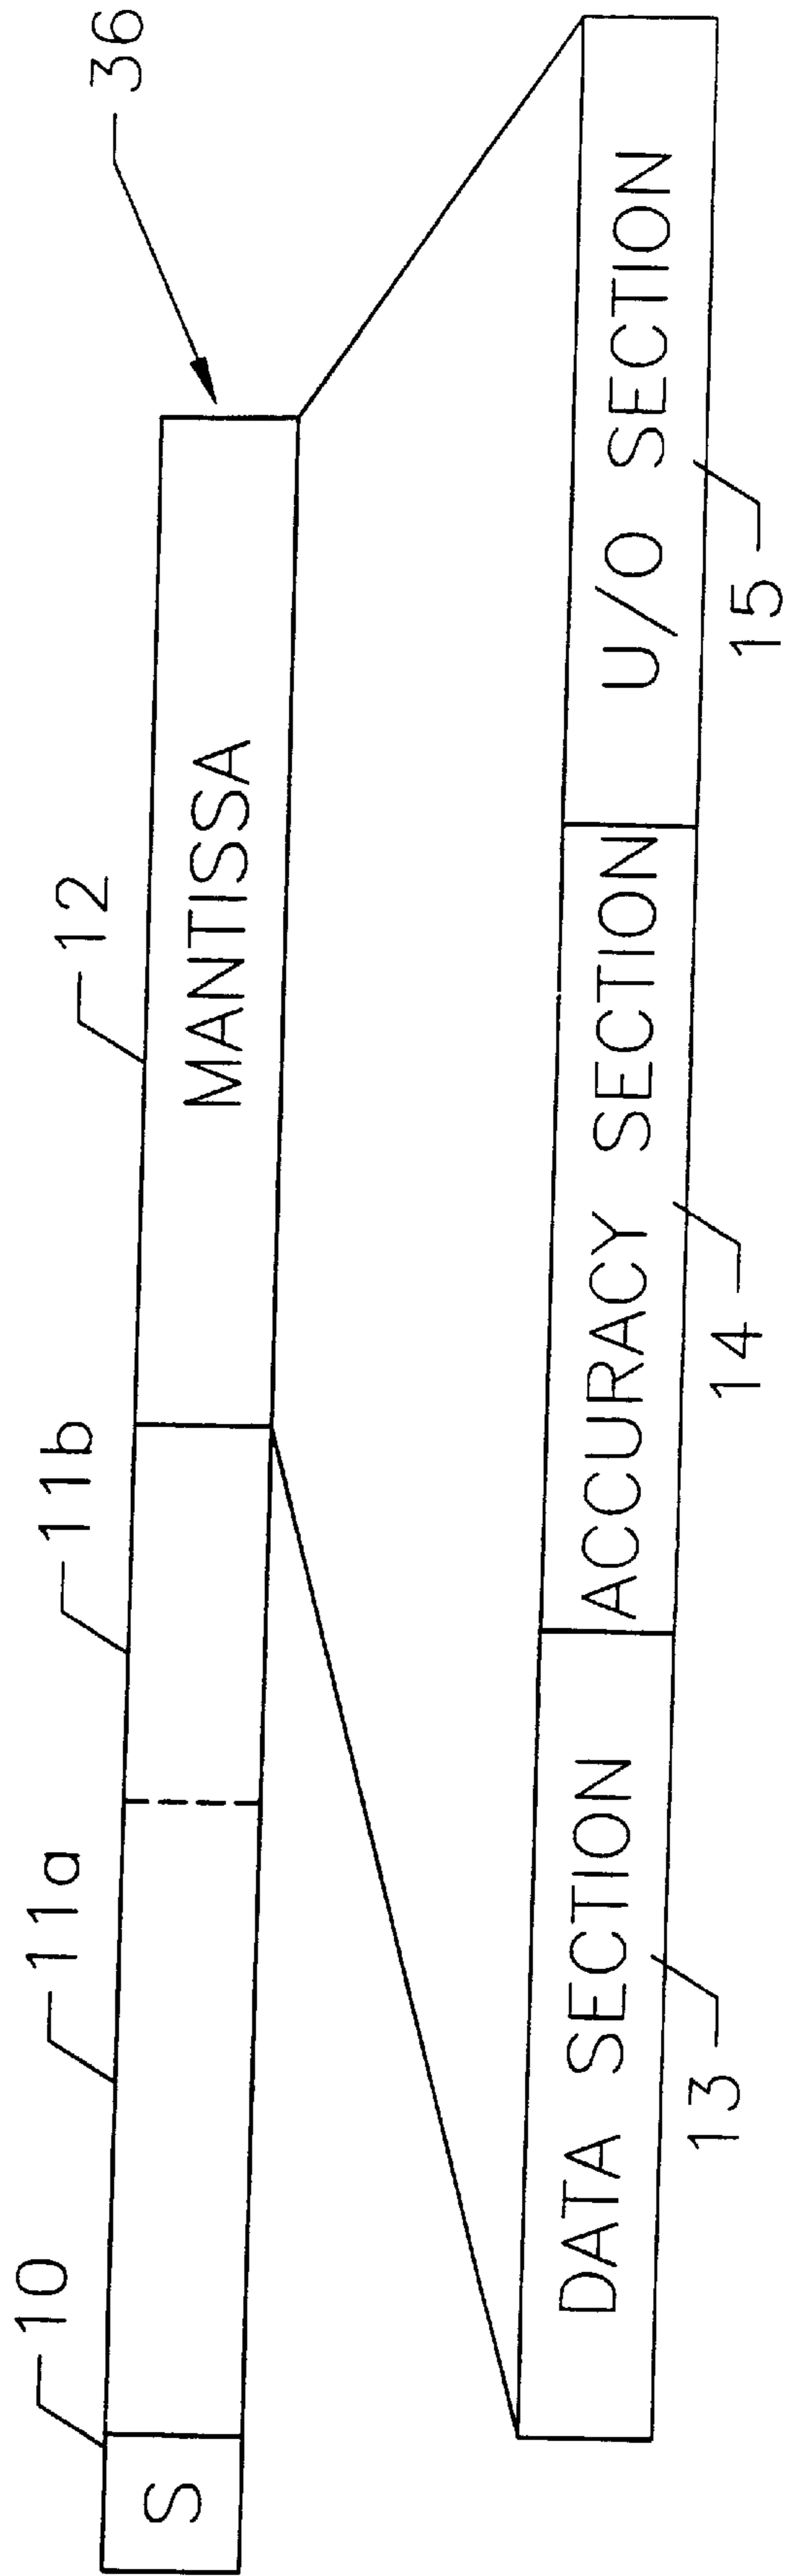 36
10
11a
11b
12
S
MANTISSA
DATA SECTION
ACCURACY SECTION
U/O SECTION
13
14
15